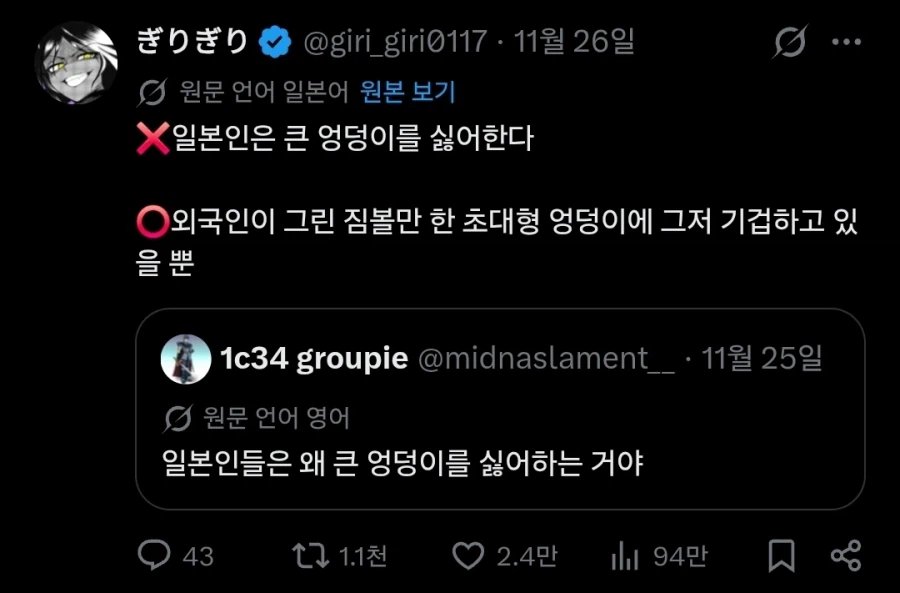 ぎりぎり @giri_giri0117 · 11월 26일
원문 언어 일본어 원본 보기
❌일본인은 큰 엉덩이를 싫어한다
⭕외국인이 그린 짐볼만 한 초대형 엉덩이에 그저 기겁하고 있
을 뿐
1c34 groupie @midnaslament__ · 11월 25일
원문 언어 영어
일본인들은 왜 큰 엉덩이를 싫어하는 거야
43 1.1천 2.4만 94만